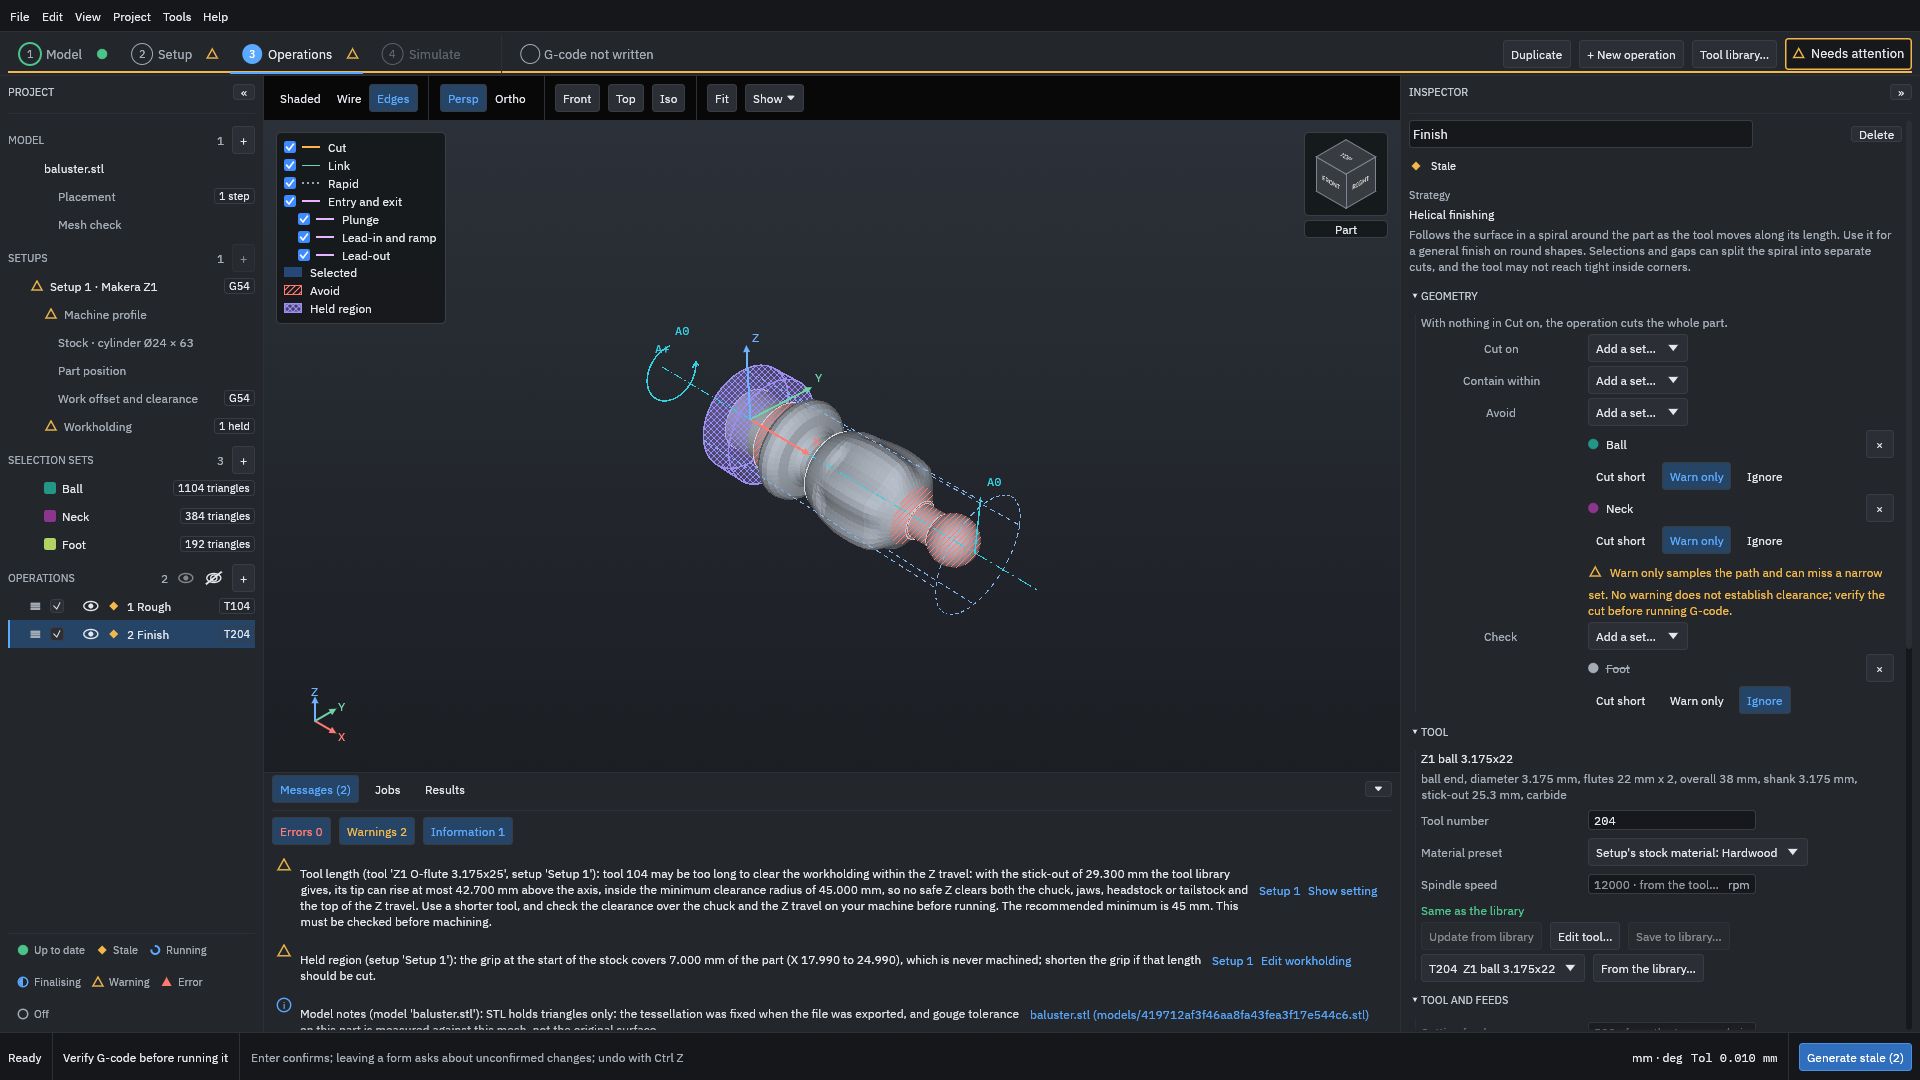 File Edit View Project Tools Help
1 Model 2 Setup 3 Operations 4 Simulate G-code not written Duplicate + New operation Tool library... Needs attention
PROJECT «
MODEL 1 +
baluster.stl
Placement 1 step
Mesh check
SETUPS 1 +
Setup 1 · Makera Z1 G54
Machine profile
Stock · cylinder Ø24 × 63
Part position
Work offset and clearance G54
Workholding 1 held
SELECTION SETS 3 +
Ball 1104 triangles
Neck 384 triangles
Foot 192 triangles
OPERATIONS 2 +
1 Rough T104
2 Finish T204
Up to date Stale Running
Finalising Warning Error
Off
Shaded Wire Edges Persp Ortho Front Top Iso Fit Show
Cut
Link
Rapid
Entry and exit
Plunge
Lead-in and ramp
Lead-out
Selected
Avoid
Held region
TOP
FRONT RIGHT
Part
A0
A+
Z
Y
X
A0
Z
Y
X
Messages (2) Jobs Results
Errors 0 Warnings 2 Information 1
Tool length (tool 'Z1 O-flute 3.175x25', setup 'Setup 1'): tool 104 may be too long to clear the workholding within the Z travel: with the stick-out of 29.300 mm the tool library
gives, its tip can rise at most 42.700 mm above the axis, inside the minimum clearance radius of 45.000 mm, so no safe Z clears both the chuck, jaws, headstock or tailstock and
the top of the Z travel. Use a shorter tool, and check the clearance over the chuck and the Z travel on your machine before running. The recommended minimum is 45 mm. This
must be checked before machining.
Setup 1 Show setting
Held region (setup 'Setup 1'): the grip at the start of the stock covers 7.000 mm of the part (X 17.990 to 24.990), which is never machined; shorten the grip if that length
should be cut.
Setup 1 Edit workholding
Model notes (model 'baluster.stl'): STL holds triangles only: the tessellation was fixed when the file was exported, and gouge tolerance
on this part is measured against this mesh, not the original surface.
baluster.stl (models/419712af3f46aa8fa43fea3f17e544c6.stl)
INSPECTOR »
Finish Delete
Stale
Strategy
Helical finishing
Follows the surface in a spiral around the part as the tool moves along its length. Use it for
a general finish on round shapes. Selections and gaps can split the spiral into separate
cuts, and the tool may not reach tight inside corners.
GEOMETRY
With nothing in Cut on, the operation cuts the whole part.
Cut on Add a set...
Contain within Add a set...
Avoid Add a set...
Ball ×
Cut short Warn only Ignore
Neck ×
Cut short Warn only Ignore
Warn only samples the path and can miss a narrow
set. No warning does not establish clearance; verify the
cut before running G-code.
Check Add a set...
Foot ×
Cut short Warn only Ignore
TOOL
Z1 ball 3.175x22
ball end, diameter 3.175 mm, flutes 22 mm x 2, overall 38 mm, shank 3.175 mm,
stick-out 25.3 mm, carbide
Tool number 204
Material preset Setup's stock material: Hardwood
Spindle speed 12000 · from the tool... rpm
Same as the library
Update from library Edit tool... Save to library...
T204 Z1 ball 3.175x22 From the library...
TOOL AND FEEDS
Ready Verify G-code before running it Enter confirms; leaving a form asks about unconfirmed changes; undo with Ctrl Z mm · deg Tol 0.010 mm Generate stale (2)